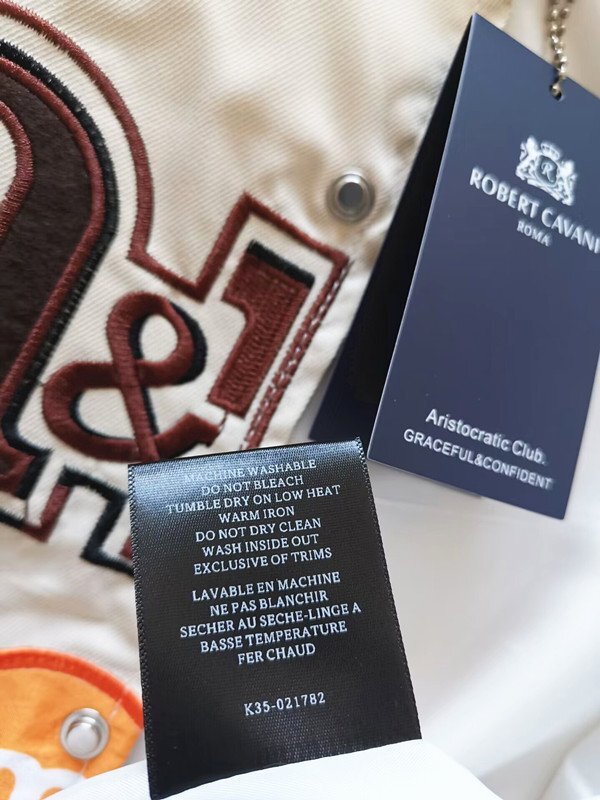 R
ROBERT CAVANI
ROMA
Aristocratic Club.
GRACEFUL&CONFIDENT
&1
MACHINE WASHABLE
DO NOT BLEACH
TUMBLE DRY ON LOW HEAT
WARM IRON
DO NOT DRY CLEAN
WASH INSIDE OUT
EXCLUSIVE OF TRIMS
LAVABLE EN MACHINE
NE PAS BLANCHIR
SECHER AU SECHE-LINGE A
BASSE TEMPERATURE
FER CHAUD
K35-021782